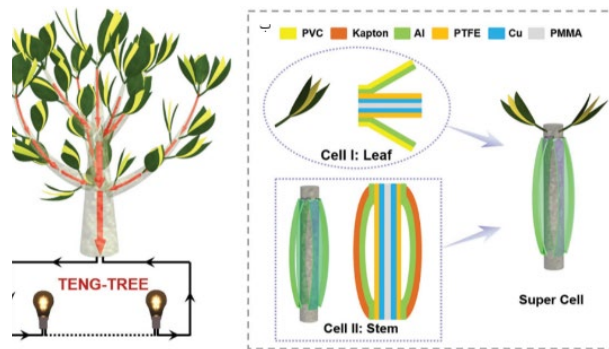 PVC Kapton Al PTFE Cu PMMA
Cell I: Leaf
TENG-TREE
Cell II: Stem
Super Cell